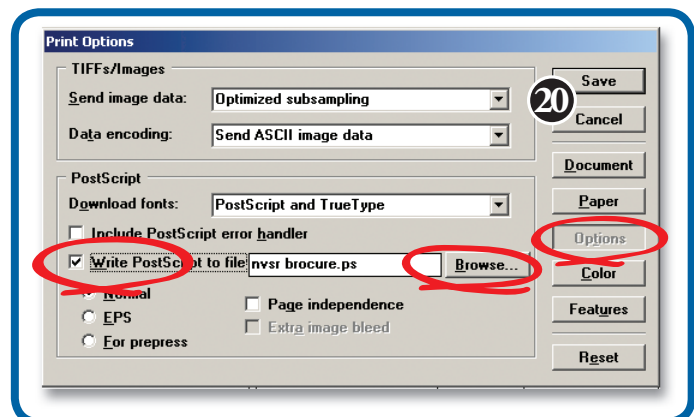 Print Options
TIFFs/Images
Send image data: Optimized subsampling
Data encoding: Send ASCII image data
PostScript
Download fonts: PostScript and TrueType
Include PostScript error handler
Write PostScript to file: nvsr brocure.ps Browse...
Normal
EPS
For prepress
Page independence
Extra image bleed
20
Save
Cancel
Document
Paper
Options
Color
Features
Reset